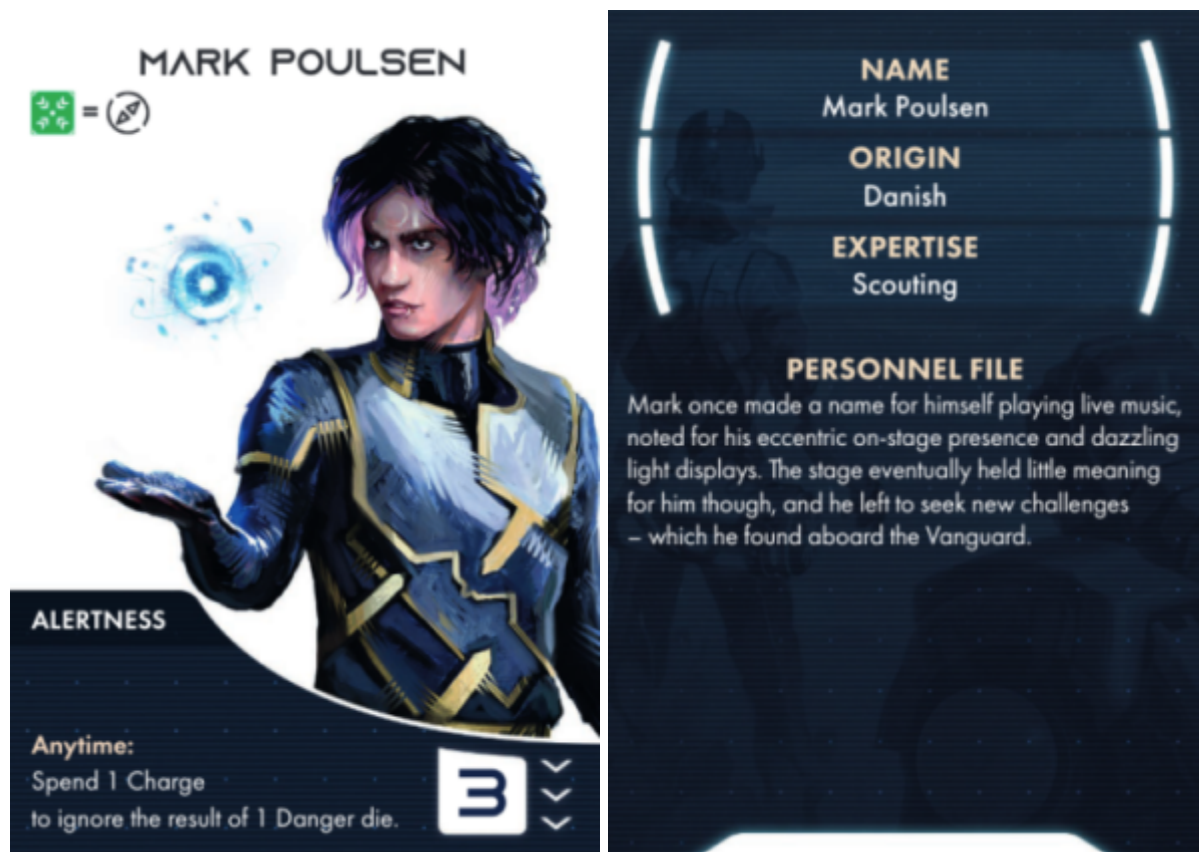 MARK POULSEN
=
ALERTNESS
Anytime:
Spend 1 Charge
to ignore the result of 1 Danger die.
3
NAME
Mark Poulsen
ORIGIN
Danish
EXPERTISE
Scouting
PERSONNEL FILE
Mark once made a name for himself playing live music,
noted for his eccentric on-stage presence and dazzling
light displays. The stage eventually held little meaning
for him though, and he left to seek new challenges
– which he found aboard the Vanguard.